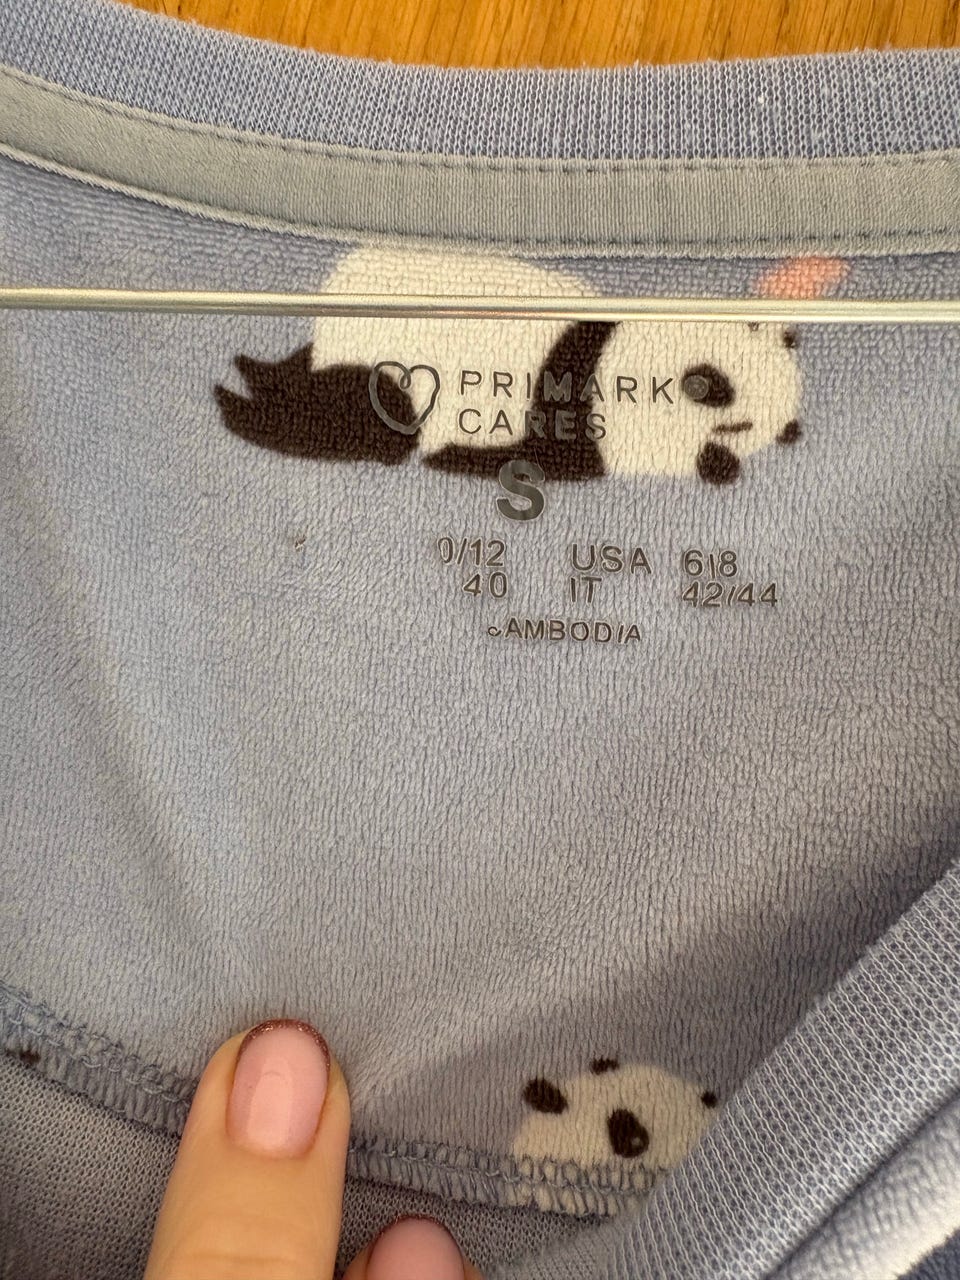 PRIMARK
CARES
S
0/12 USA 6/8
40 IT 42/44
CAMBODIA